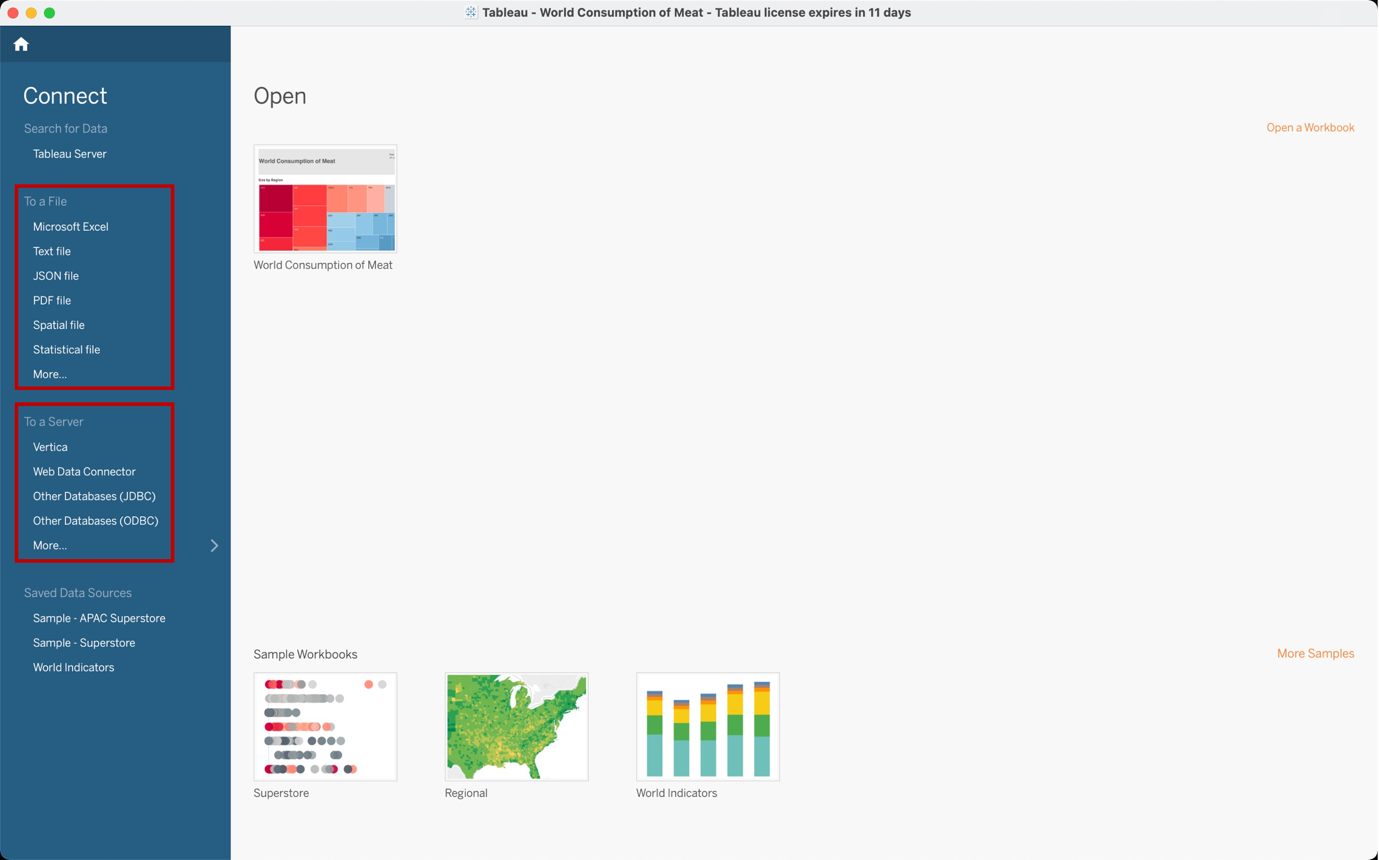 Tableau - World Consumption of Meat - Tableau license expires in 11 days
Connect
Search for Data
Tableau Server
To a File
Microsoft Excel
Text file
JSON file
PDF file
Spatial file
Statistical file
More...
To a Server
Vertica
Web Data Connector
Other Databases (JDBC)
Other Databases (ODBC)
More...
Saved Data Sources
Sample - APAC Superstore
Sample - Superstore
World Indicators
Open
Open a Workbook
World Consumption of Meat
Size by Region
World Consumption of Meat
Sample Workbooks
More Samples
Superstore
Regional
World Indicators